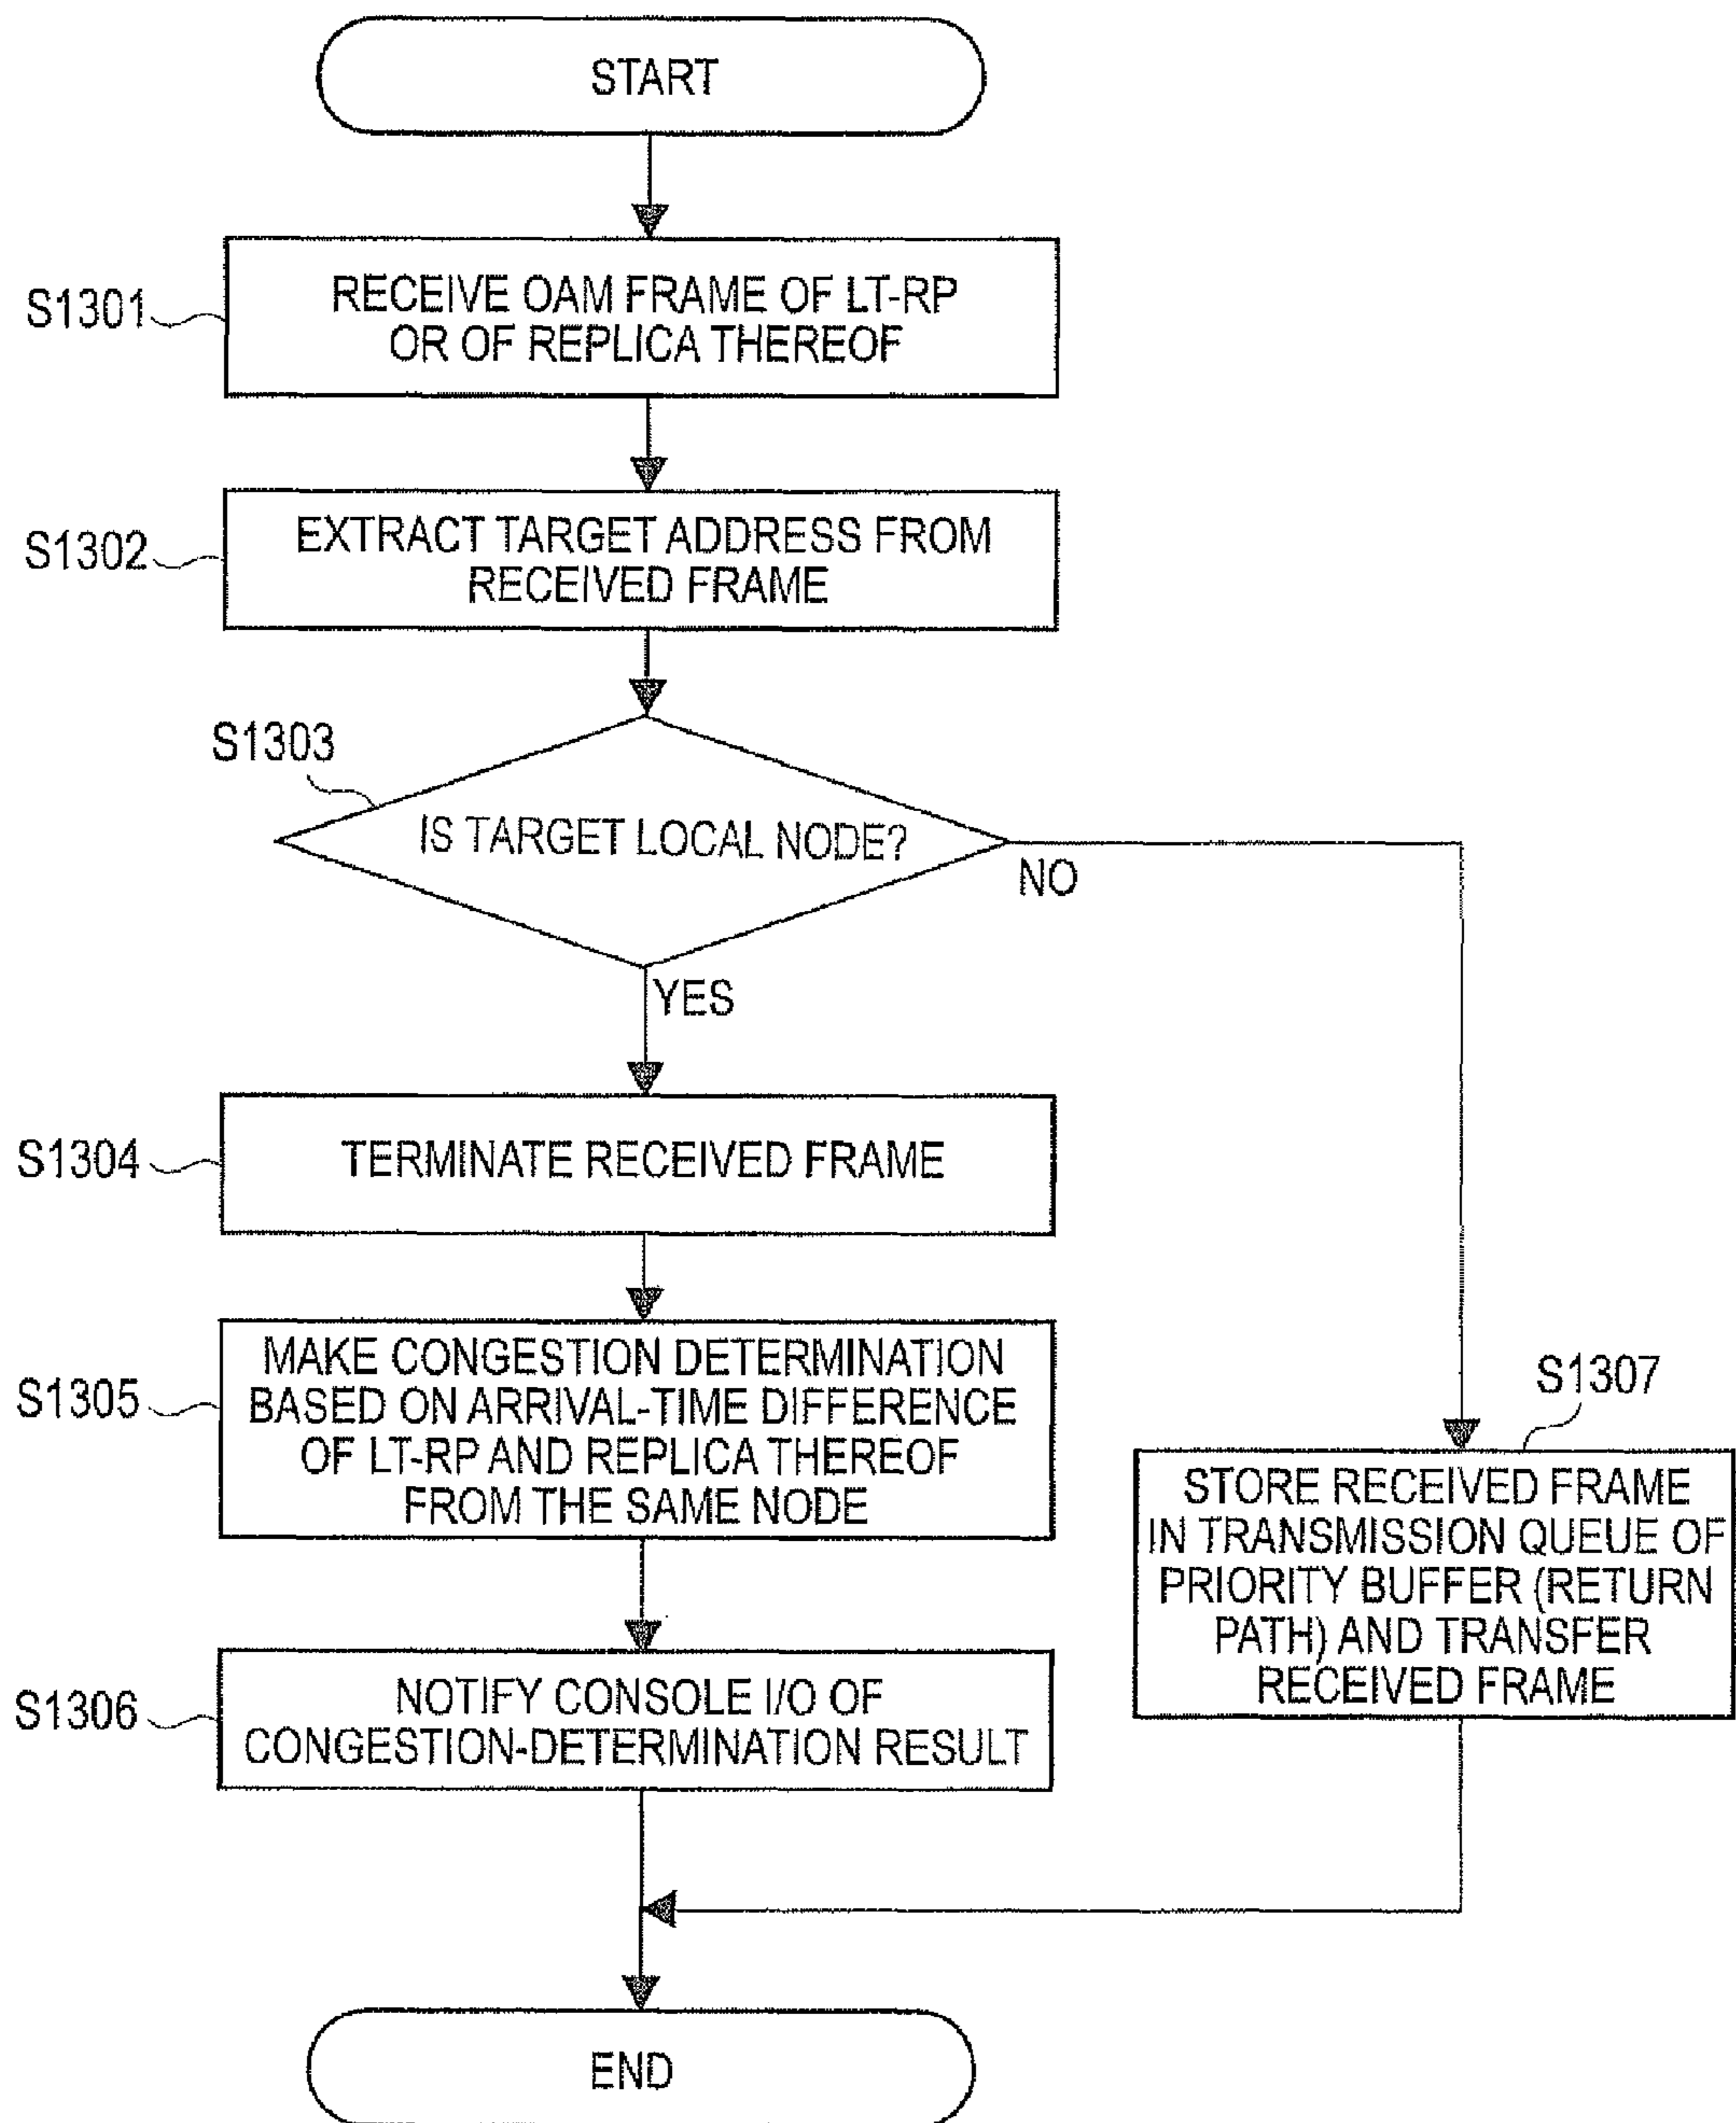 START
S1301
RECEIVE OAM FRAME OF LT-RP
OR OF REPLICA THEREOF
S1302
EXTRACT TARGET ADDRESS FROM
RECEIVED FRAME
S1303
IS TARGET LOCAL NODE?
NO
YES
S1304
TERMINATE RECEIVED FRAME
S1305
MAKE CONGESTION DETERMINATION
BASED ON ARRIVAL-TIME DIFFERENCE
OF LT-RP AND REPLICA THEREOF
FROM THE SAME NODE
S1307
STORE RECEIVED FRAME
IN TRANSMISSION QUEUE OF
PRIORITY BUFFER (RETURN
PATH) AND TRANSFER
RECEIVED FRAME
S1306
NOTIFY CONSOLE I/O OF
CONGESTION-DETERMINATION RESULT
END